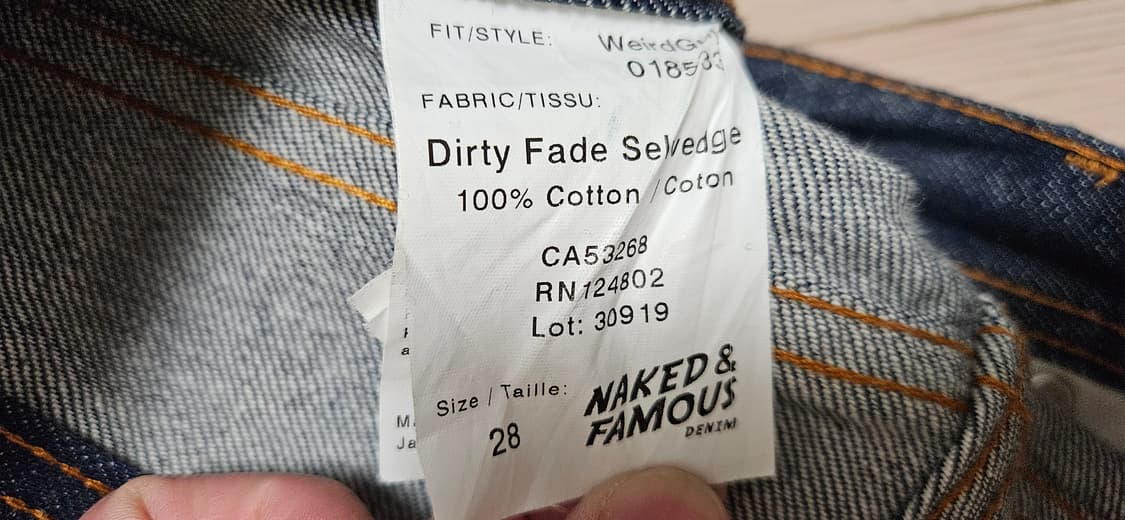 FIT/STYLE: WeirdGuy
018533
FABRIC/TISSU:
Dirty Fade Selvedge
100% Cotton /Coton
CA53268
RN124802
Lot: 30919
Size / Taille:
28
NAKED &
FAMOUS
DENIM